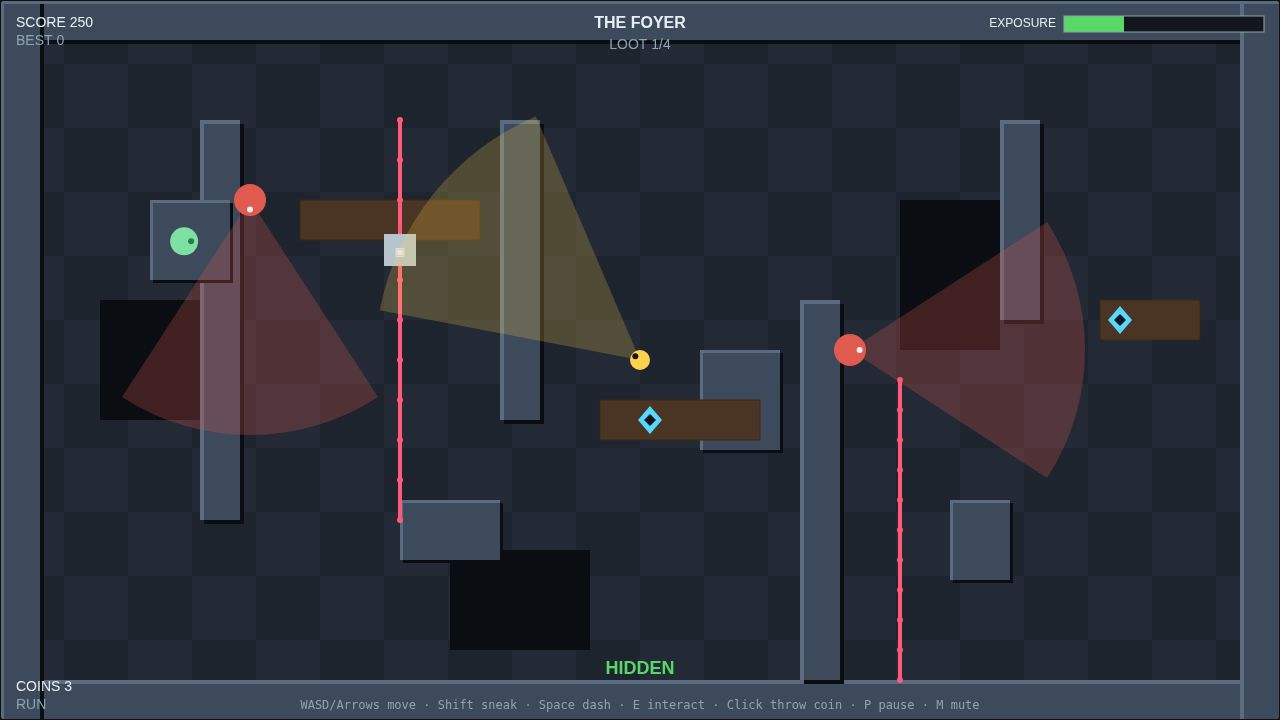 SCORE 250
BEST 0
THE FOYER
LOOT 1/4
EXPOSURE
HIDDEN
COINS 3
RUN
WASD/Arrows move · Shift sneak · Space dash · E interact · Click throw coin · P pause · M mute